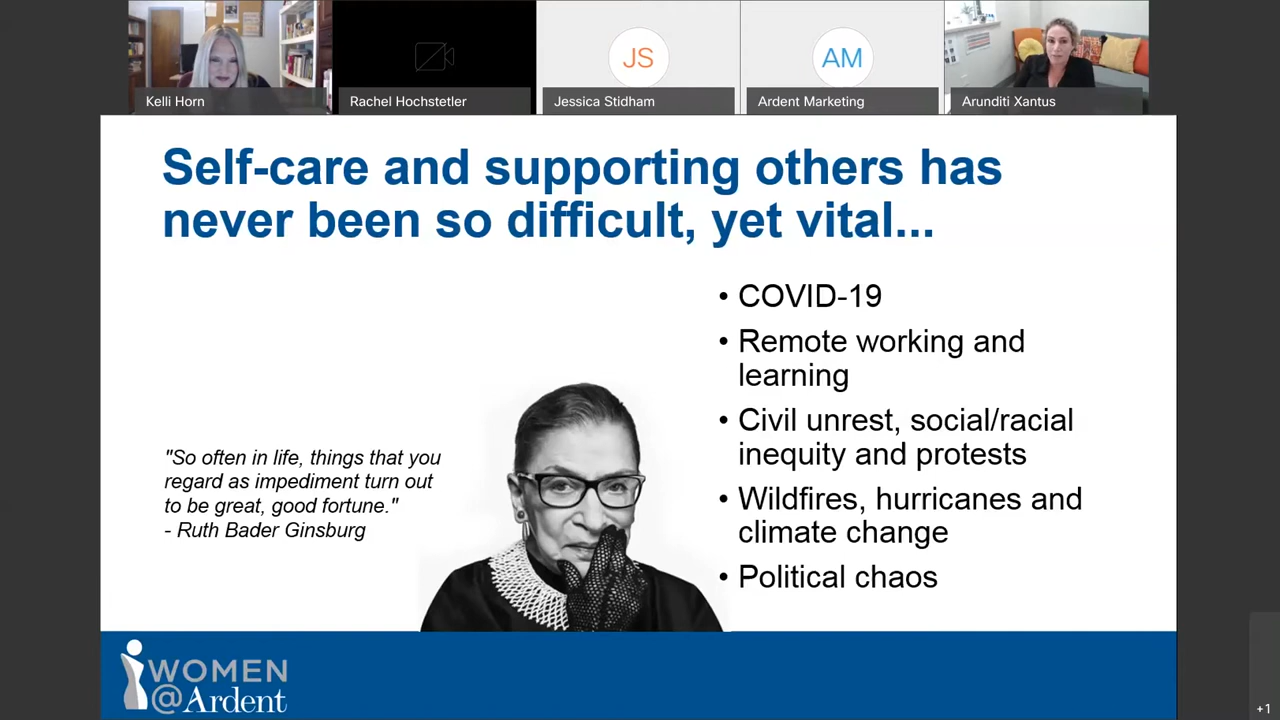 JS
AM
Kelli Horn
Rachel Hochstetler
Jessica Stidham
Ardent Marketing
Arunditi Xantus
Self-care and supporting others has
never been so difficult, yet vital...
• COVID-19
• Remote working and
learning
• Civil unrest, social/racial
inequity and protests
• Wildfires, hurricanes and
climate change
• Political chaos
"So often in life, things that you
regard as impediment turn out
to be great, good fortune."
- Ruth Bader Ginsburg
WOMEN
@Ardent
+1